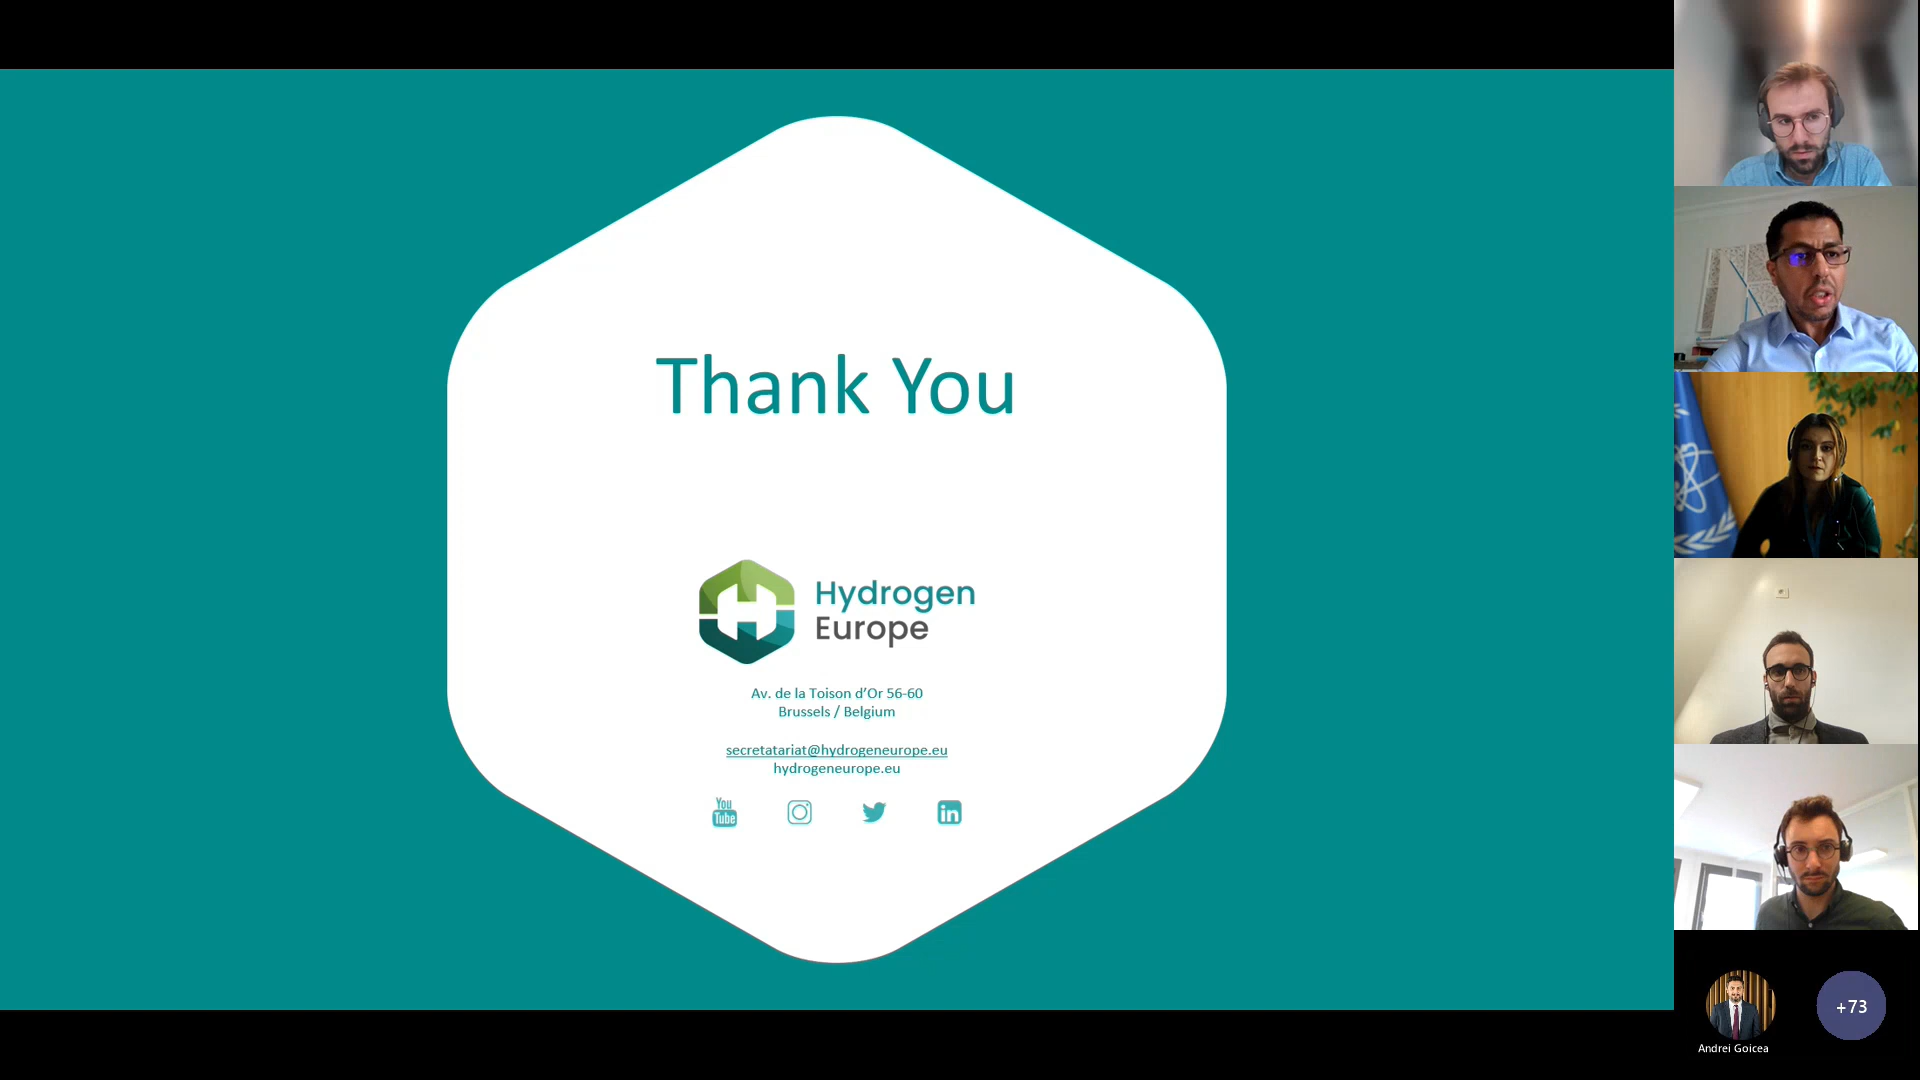 Thank You
Hydrogen
Europe
Av. de la Toison d’Or 56-60
Brussels / Belgium
secretatariat@hydrogeneurope.eu
hydrogeneurope.eu
You
Tube
in
Andrei Goicea
+73